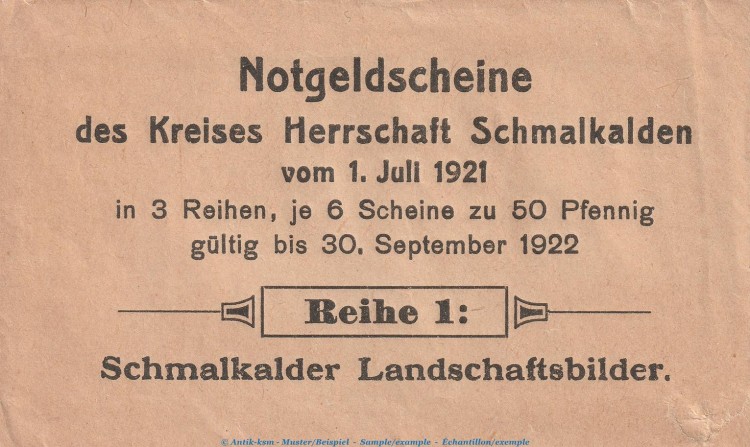 Notgeldscheine
des Kreises Herrschaft Schmalkalden
vom 1. Juli 1921
in 3 Reihen, je 6 Scheine zu 50 Pfennig
gültig bis 30. September 1922
Reihe 1:
Schmalkalder Landschaftsbilder.
© Antik-ksm - Muster/Beispiel - Sample/example - Échantillon/exemple